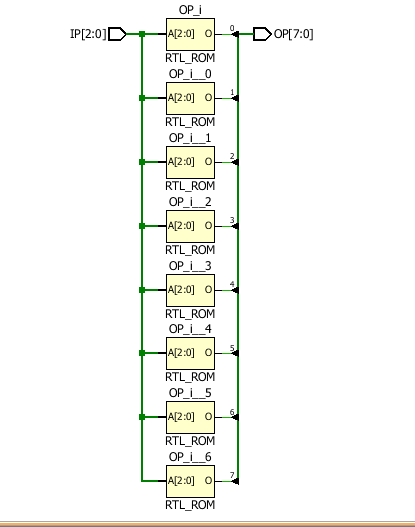 OP_i
IP[2:0] A[2:0] O 0 OP[7:0]
RTL_ROM
OP_i__0
A[2:0] O 1
RTL_ROM
OP_i__1
A[2:0] O 2
RTL_ROM
OP_i__2
A[2:0] O 3
RTL_ROM
OP_i__3
A[2:0] O 4
RTL_ROM
OP_i__4
A[2:0] O 5
RTL_ROM
OP_i__5
A[2:0] O 6
RTL_ROM
OP_i__6
A[2:0] O 7
RTL_ROM